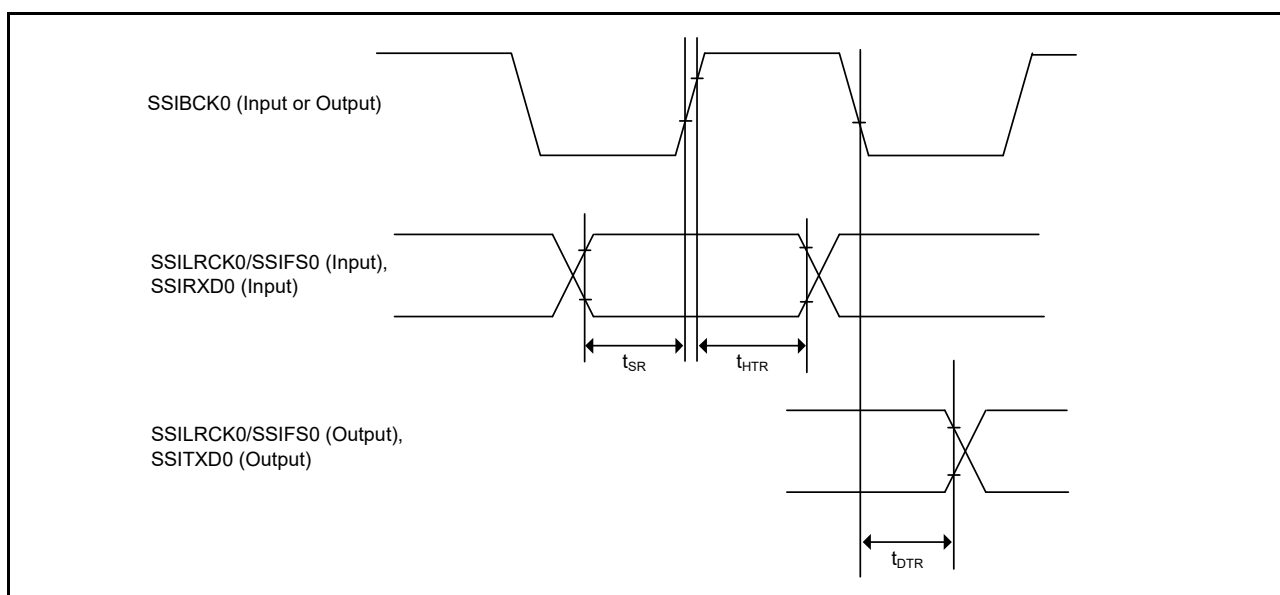 SSIBCK0 (Input or Output)
SSILRCK0/SSIFS0 (Input),
SSIRXD0 (Input)
tSR
tHTR
SSILRCK0/SSIFS0 (Output),
SSITXD0 (Output)
tDTR